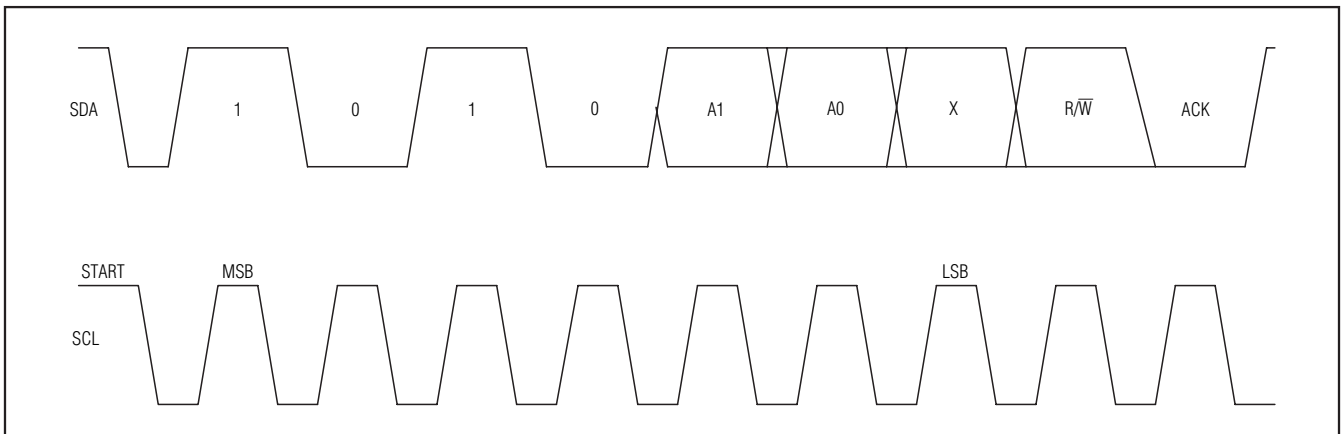 SDA 1 0 1 0 A1 A0 X R/W̅ ACK
START MSB LSB
SCL